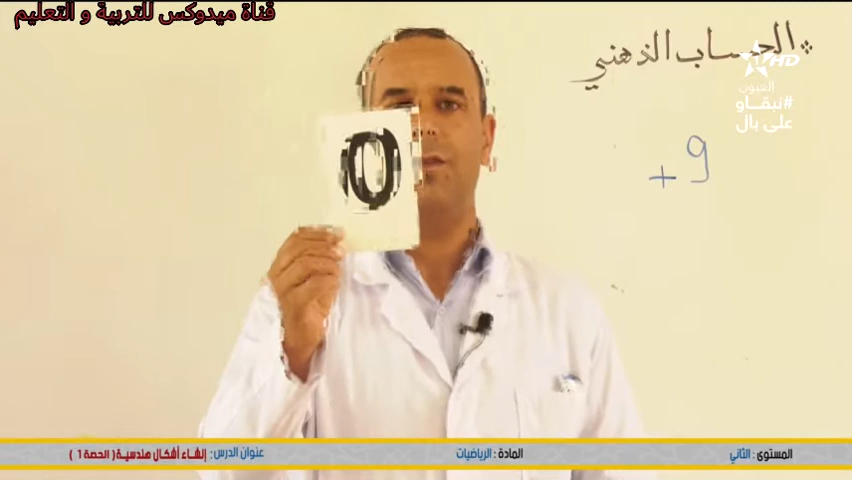 قناة ميدوكس للتربية و التعليم
الحساب الذهني
HD
العيون
#نبقاو
على بال
+9
0
المستوى : الثاني
المادة : الرياضيات
عنوان الدرس : إنشاء أشكال هندسية ( الحصة 1 )